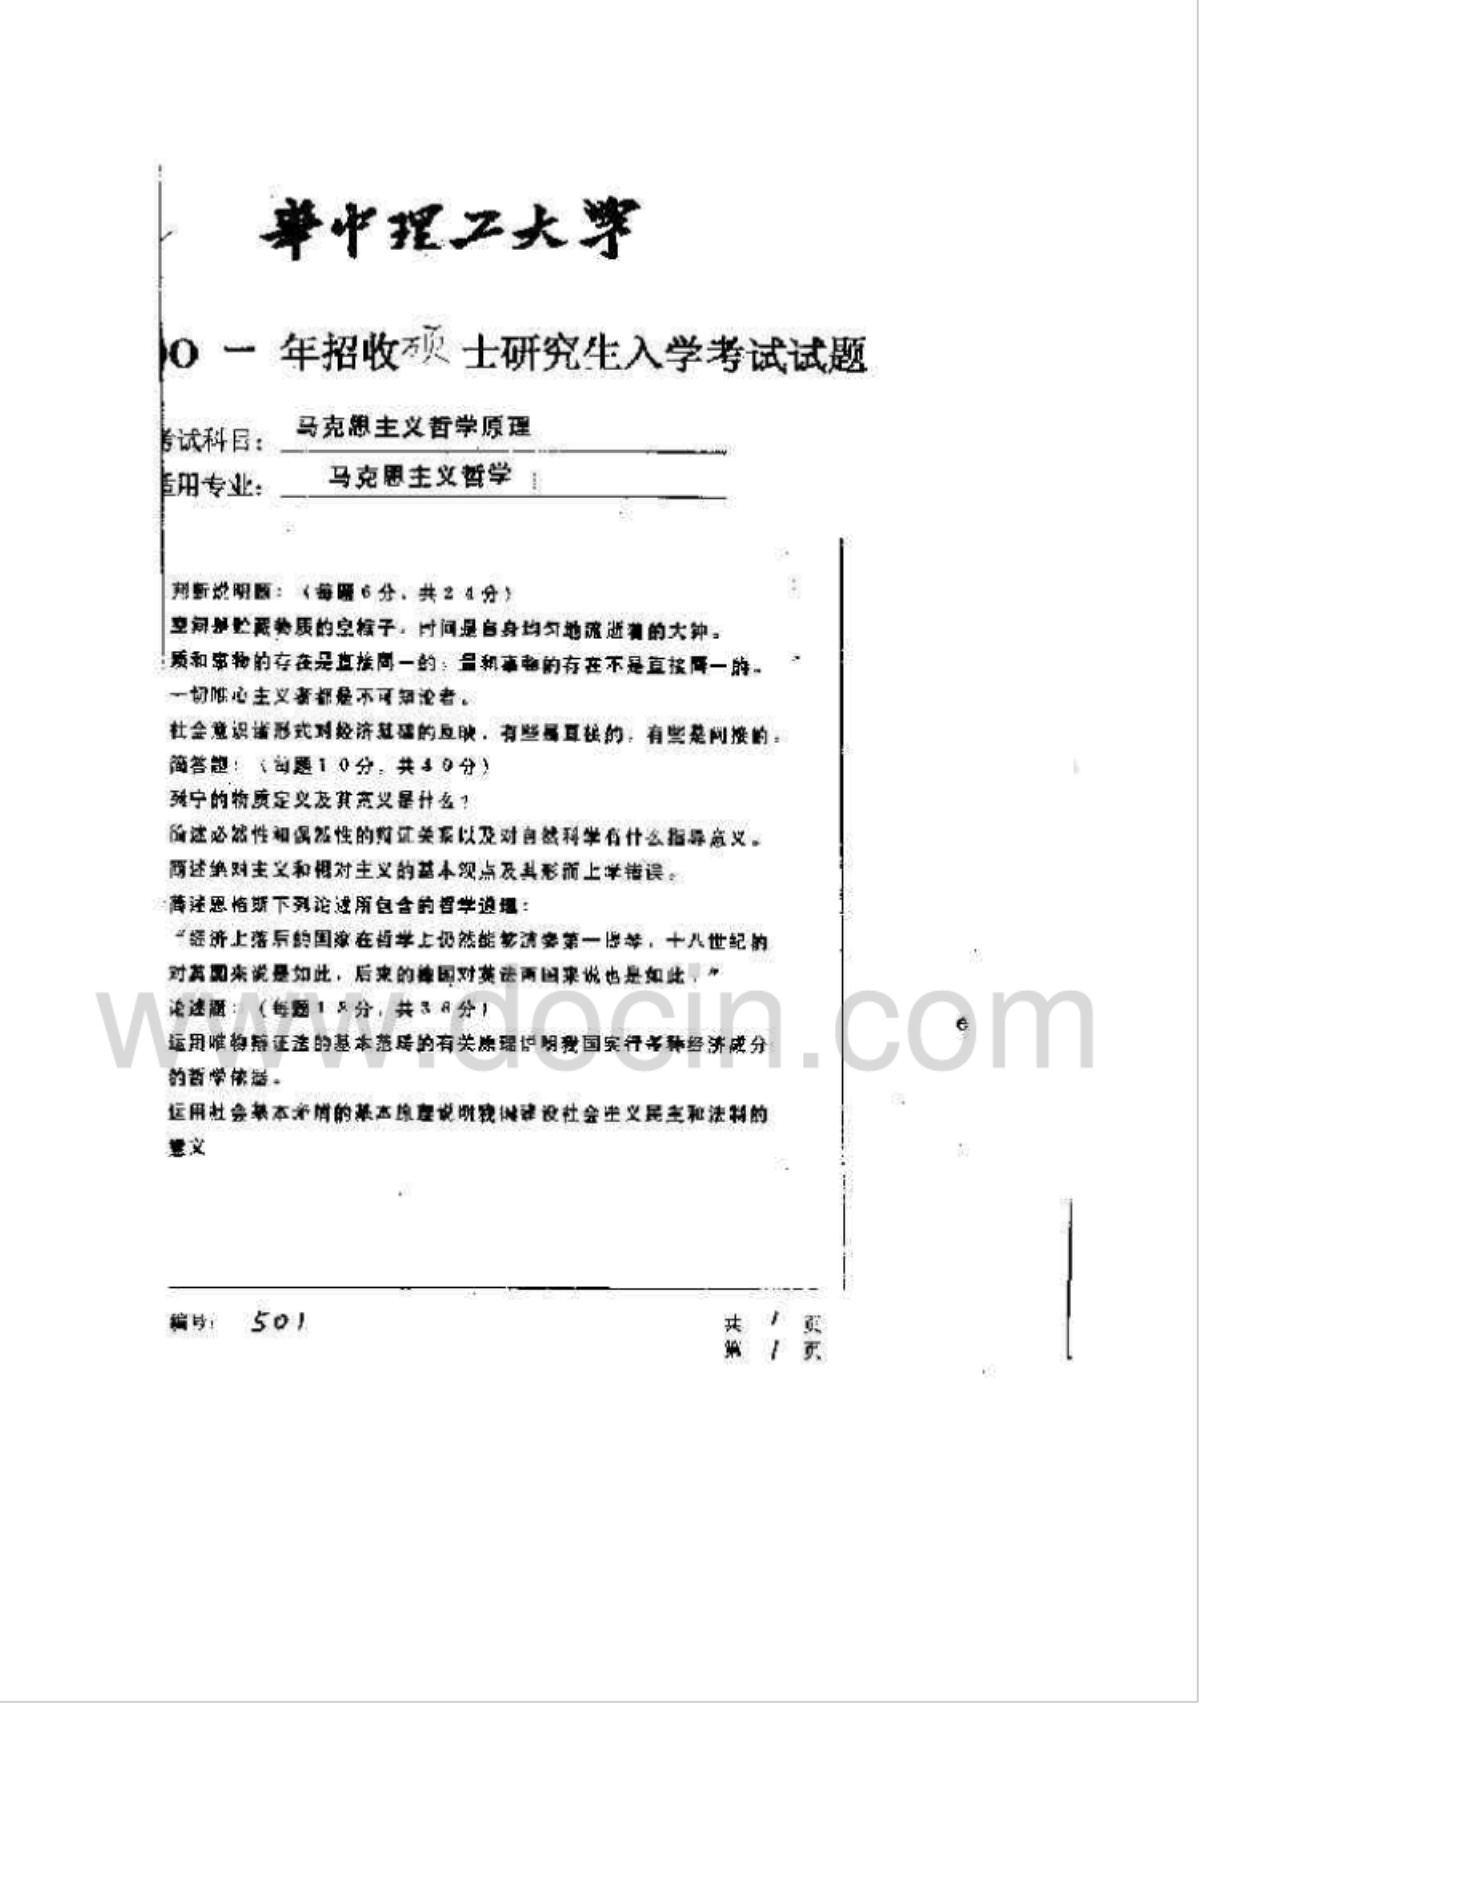 華中理工大学
O 一 年招收硕士研究生入学考试试题
考试科目： 马克思主义哲学原理
适用专业： 马克思主义哲学
判断说明题：（每题6分，共24分）
空间是贮藏物质的空箱子，时间是自身均匀地流逝着的大钟。
质和事物的存在是直接同一的；量和事物的存在不是直接同一的。
一切唯心主义者都是不可知论者。
社会意识诸形式对经济基础的反映，有些是直接的，有些是间接的。
简答题：（每题10分，共40分）
列宁的物质定义及其意义是什么？
简述必然性和偶然性的辩证关系以及对自然科学有什么指导意义。
简述绝对主义和相对主义的基本观点及其形而上学错误。
简述恩格斯下列论述所包含的哲学道理：
“经济上落后的国家在哲学上仍然能够演奏第一提琴，十八世纪的
对英国来说是如此，后来的德国对英法两国来说也是如此。”
论述题：（每题18分，共36分）
运用唯物辩证法的基本范畴的有关原理说明我国实行多种经济成分
的哲学依据。
运用社会基本矛盾的基本原理说明我国建设社会主义民主和法制的
意义
www.docin.com
e
编号： 501
共 1 页
第 1 页